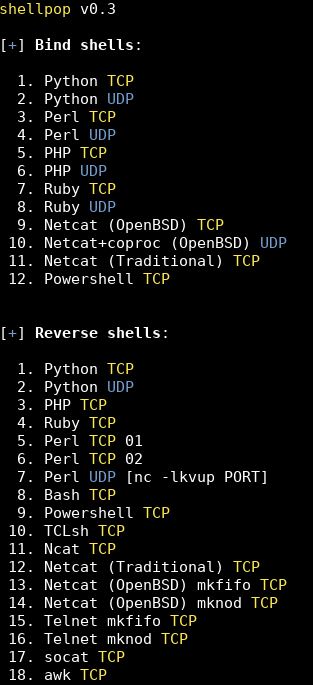 shellpop v0.3
[+] Bind shells:
1. Python TCP
2. Python UDP
3. Perl TCP
4. Perl UDP
5. PHP TCP
6. PHP UDP
7. Ruby TCP
8. Ruby UDP
9. Netcat (OpenBSD) TCP
10. Netcat+coproc (OpenBSD) UDP
11. Netcat (Traditional) TCP
12. Powershell TCP
[+] Reverse shells:
1. Python TCP
2. Python UDP
3. PHP TCP
4. Ruby TCP
5. Perl TCP 01
6. Perl TCP 02
7. Perl UDP [nc -lkvup PORT]
8. Bash TCP
9. Powershell TCP
10. TCLsh TCP
11. Ncat TCP
12. Netcat (Traditional) TCP
13. Netcat (OpenBSD) mkfifo TCP
14. Netcat (OpenBSD) mknod TCP
15. Telnet mkfifo TCP
16. Telnet mknod TCP
17. socat TCP
18. awk TCP